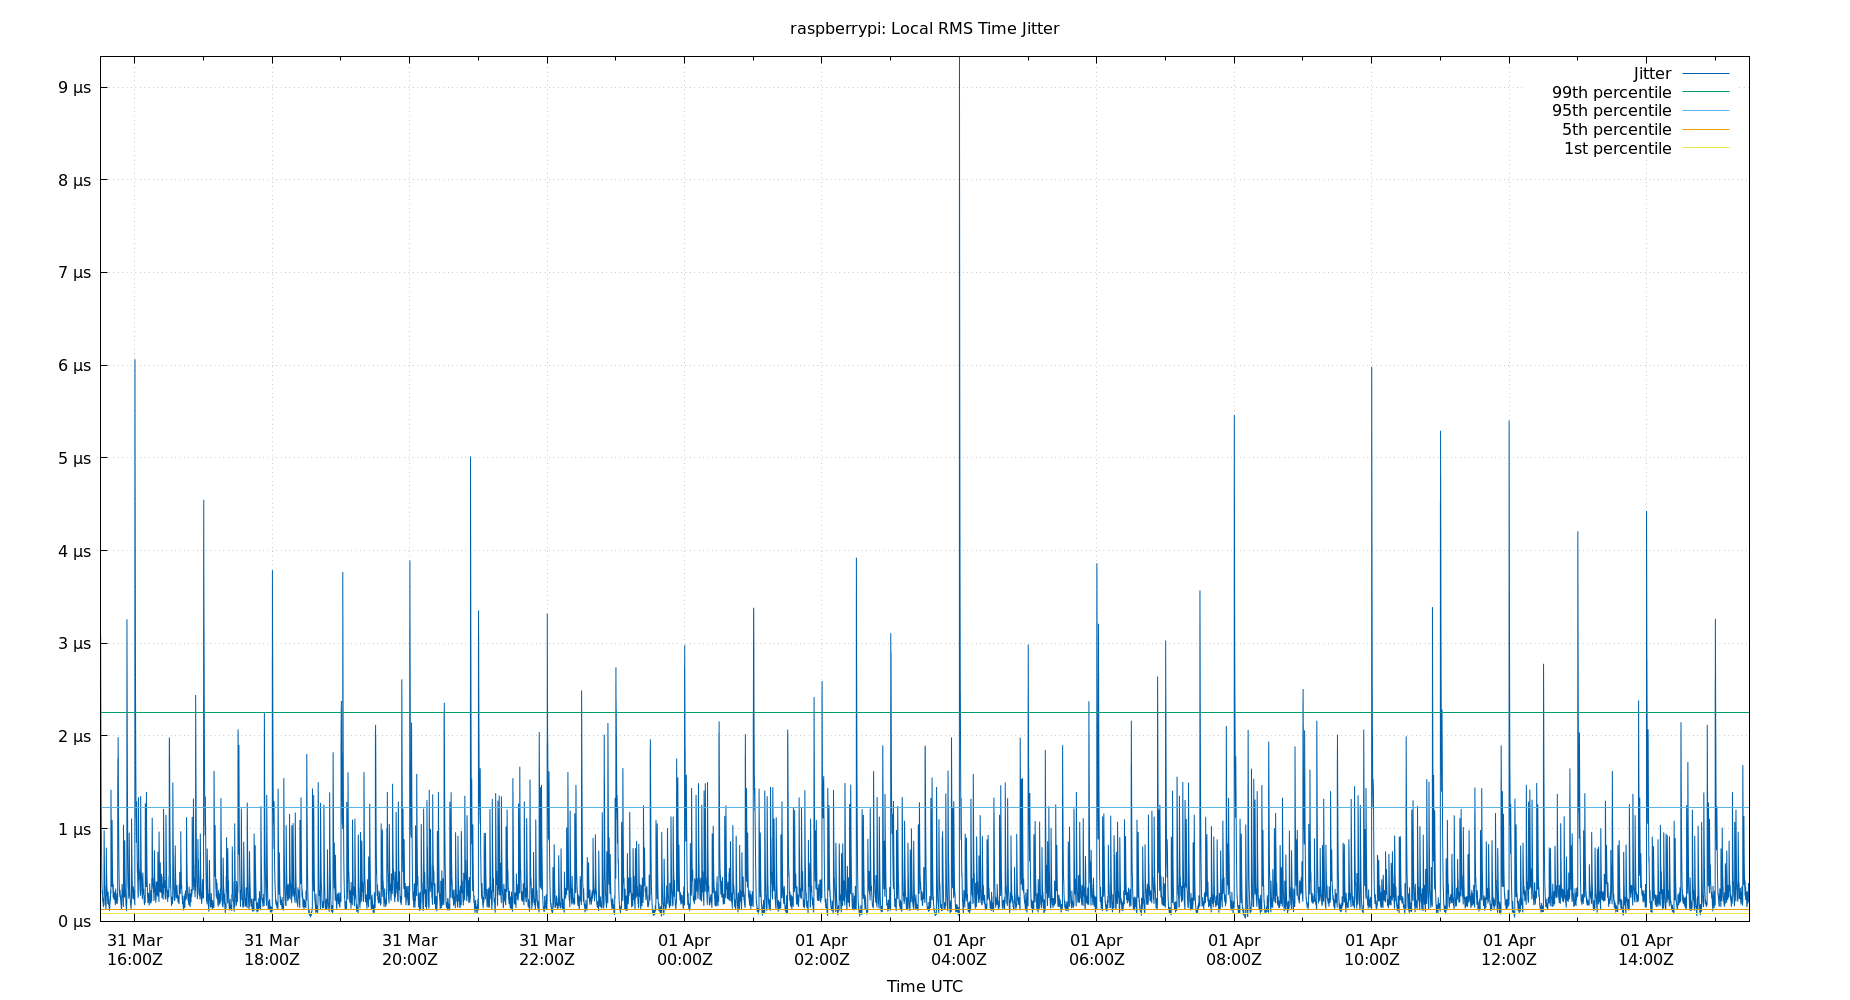 raspberrypi: Local RMS Time Jitter
Jitter
99th percentile
95th percentile
5th percentile
1st percentile
9 µs
8 µs
7 µs
6 µs
5 µs
4 µs
3 µs
2 µs
1 µs
0 µs
31 Mar 31 Mar 31 Mar 31 Mar 01 Apr 01 Apr 01 Apr 01 Apr 01 Apr 01 Apr 01 Apr 01 Apr
16:00Z 18:00Z 20:00Z 22:00Z 00:00Z 02:00Z 04:00Z 06:00Z 08:00Z 10:00Z 12:00Z 14:00Z
Time UTC